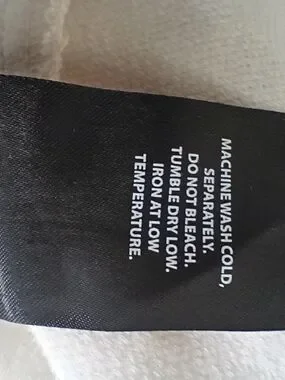 MACHINE WASH COLD,
SEPARATELY.
DO NOT BLEACH.
TUMBLE DRY LOW.
IRON AT LOW
TEMPERATURE.